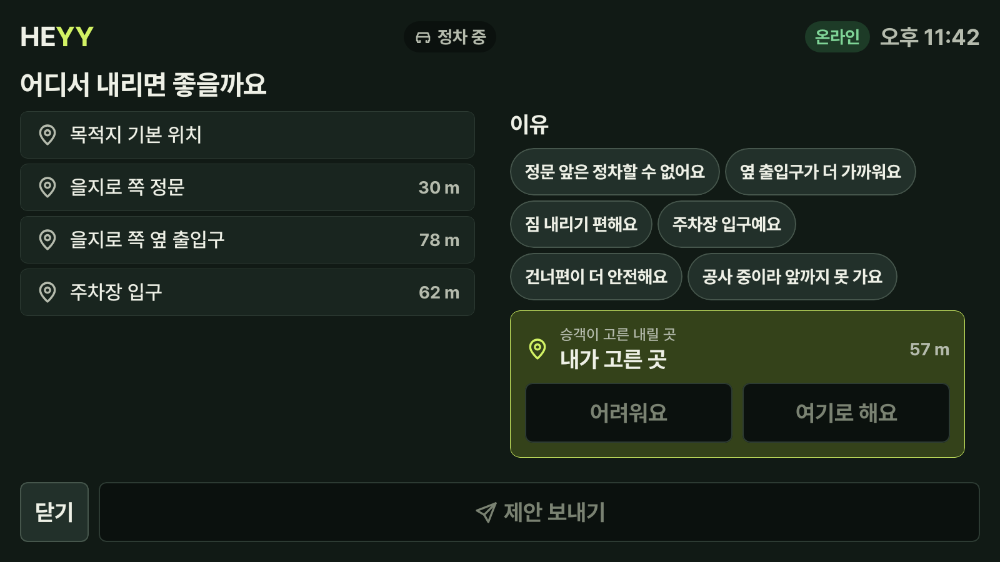 HEYY
정차 중
온라인 오후 11:42
어디서 내리면 좋을까요
목적지 기본 위치
을지로 쪽 정문 30 m
을지로 쪽 옆 출입구 78 m
주차장 입구 62 m
이유
정문 앞은 정차할 수 없어요 옆 출입구가 더 가까워요
짐 내리기 편해요 주차장 입구예요
건너편이 더 안전해요 공사 중이라 앞까지 못 가요
승객이 고른 내릴 곳
내가 고른 곳 57 m
어려워요 여기로 해요
닫기 제안 보내기